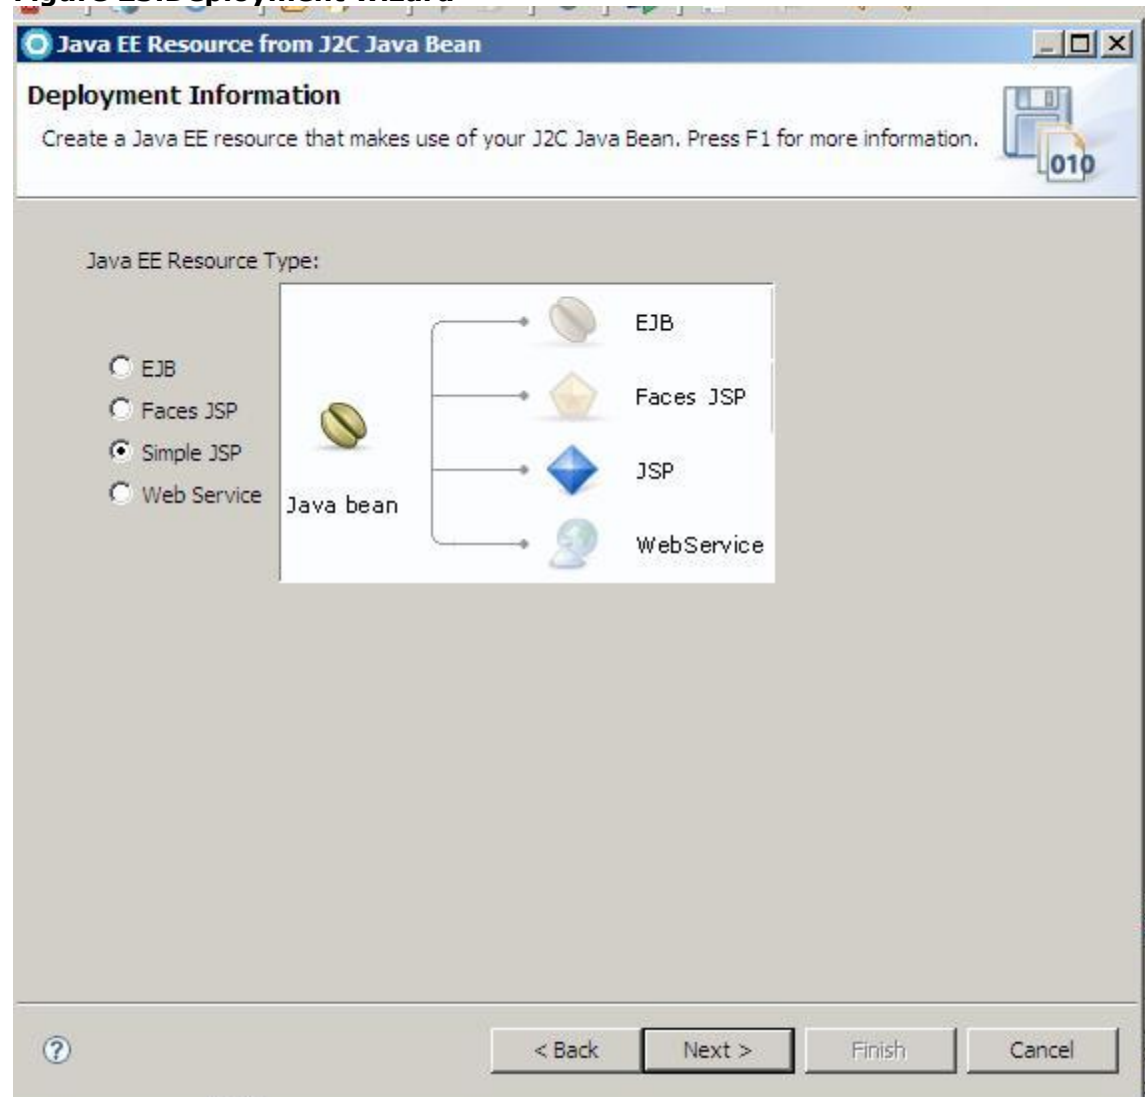 Java EE Resource from J2C Java Bean
Deployment Information
Create a Java EE resource that makes use of your J2C Java Bean. Press F1 for more information.
010
Java EE Resource Type:
EJB
Faces JSP
Simple JSP
Web Service
Java bean
EJB
Faces JSP
JSP
WebService
?
< Back
Next >
Finish
Cancel